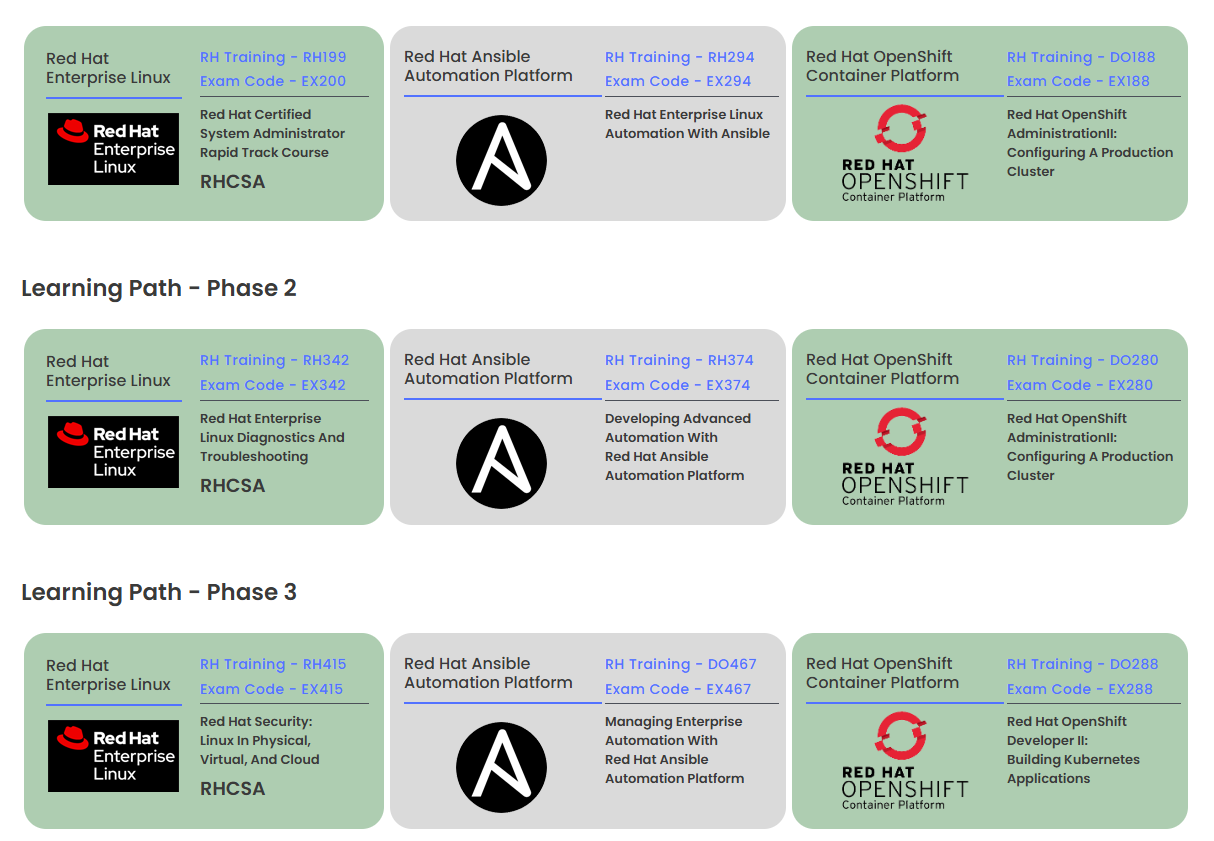 Red Hat
Enterprise Linux
RH Training - RH199
Exam Code - EX200
Red Hat Certified
System Administrator
Rapid Track Course
RHCSA
Red Hat
Enterprise
Linux
Red Hat Ansible
Automation Platform
RH Training - RH294
Exam Code - EX294
Red Hat Enterprise Linux
Automation With Ansible
Red Hat OpenShift
Container Platform
RH Training - DO188
Exam Code - EX188
Red Hat OpenShift
AdministrationII:
Configuring A Production
Cluster
RED HAT
OPENSHIFT
Container Platform
Learning Path - Phase 2
Red Hat
Enterprise Linux
RH Training - RH342
Exam Code - EX342
Red Hat Enterprise
Linux Diagnostics And
Troubleshooting
RHCSA
Red Hat
Enterprise
Linux
Red Hat Ansible
Automation Platform
RH Training - RH374
Exam Code - EX374
Developing Advanced
Automation With
Red Hat Ansible
Automation Platform
Red Hat OpenShift
Container Platform
RH Training - DO280
Exam Code - EX280
Red Hat OpenShift
AdministrationII:
Configuring A Production
Cluster
RED HAT
OPENSHIFT
Container Platform
Learning Path - Phase 3
Red Hat
Enterprise Linux
RH Training - RH415
Exam Code - EX415
Red Hat Security:
Linux In Physical,
Virtual, And Cloud
RHCSA
Red Hat
Enterprise
Linux
Red Hat Ansible
Automation Platform
RH Training - DO467
Exam Code - EX467
Managing Enterprise
Automation With
Red Hat Ansible
Automation Platform
Red Hat OpenShift
Container Platform
RH Training - DO288
Exam Code - EX288
Red Hat OpenShift
Developer II:
Building Kubernetes
Applications
RED HAT
OPENSHIFT
Container Platform